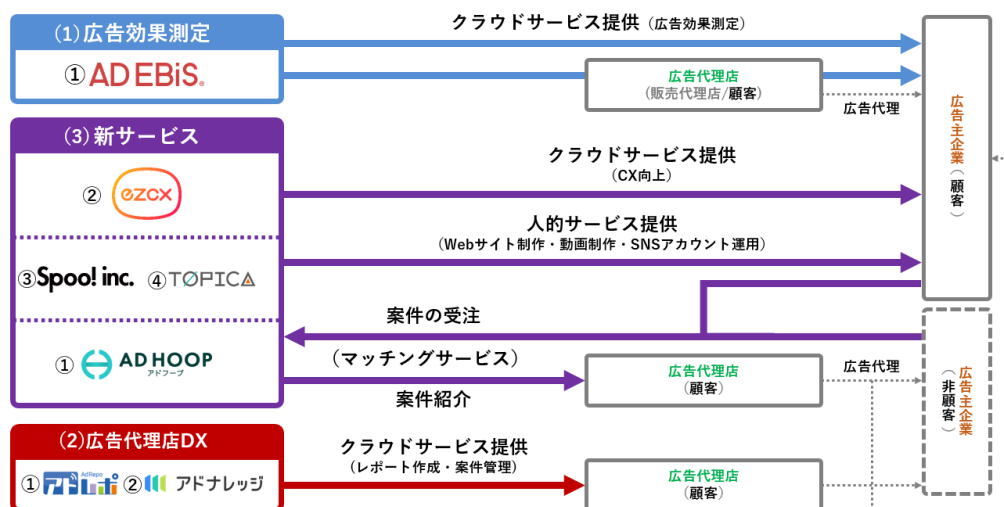 (1)広告効果測定
① AD EBiS.
クラウドサービス提供(広告効果測定)
広告代理店
(販売代理店/顧客)
広告代理
広告主企業(顧客)
(3)新サービス
② ezcx
クラウドサービス提供
(CX向上)
人的サービス提供
(Webサイト制作・動画制作・SNSアカウント運用)
③Spoo! inc. ④TOPICA
案件の受注
① AD HOOP
アドフープ
(マッチングサービス)
案件紹介
広告代理店
(顧客)
広告代理
広告主企業
(非顧客)
(2)広告代理店DX
AdRepo
①アドレポ ② アドナレッジ
クラウドサービス提供
(レポート作成・案件管理)
広告代理店
(顧客)